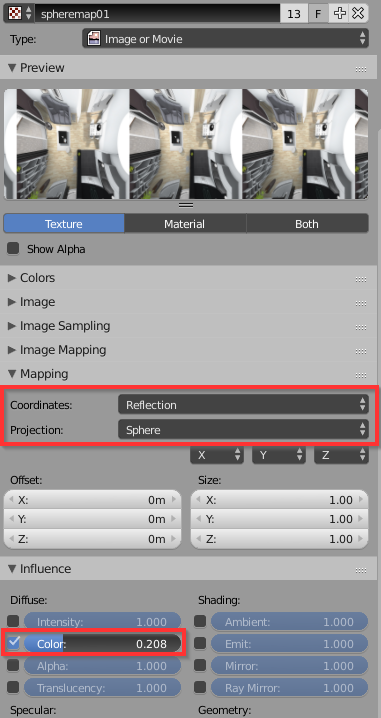 spheremap01 13 F
Type: Image or Movie
Preview
Texture Material Both
Show Alpha
Colors
Image
Image Sampling
Image Mapping
Mapping
Coordinates: Reflection
Projection: Sphere
X Y Z
Offset: Size:
X: 0m X: 1.00
Y: 0m Y: 1.00
Z: 0m Z: 1.00
Influence
Diffuse: Shading:
Intensity: 1.000 Ambient: 1.000
Color: 0.208 Emit: 1.000
Alpha: 1.000 Mirror: 1.000
Translucency: 1.000 Ray Mirror: 1.000
Specular: Geometry: